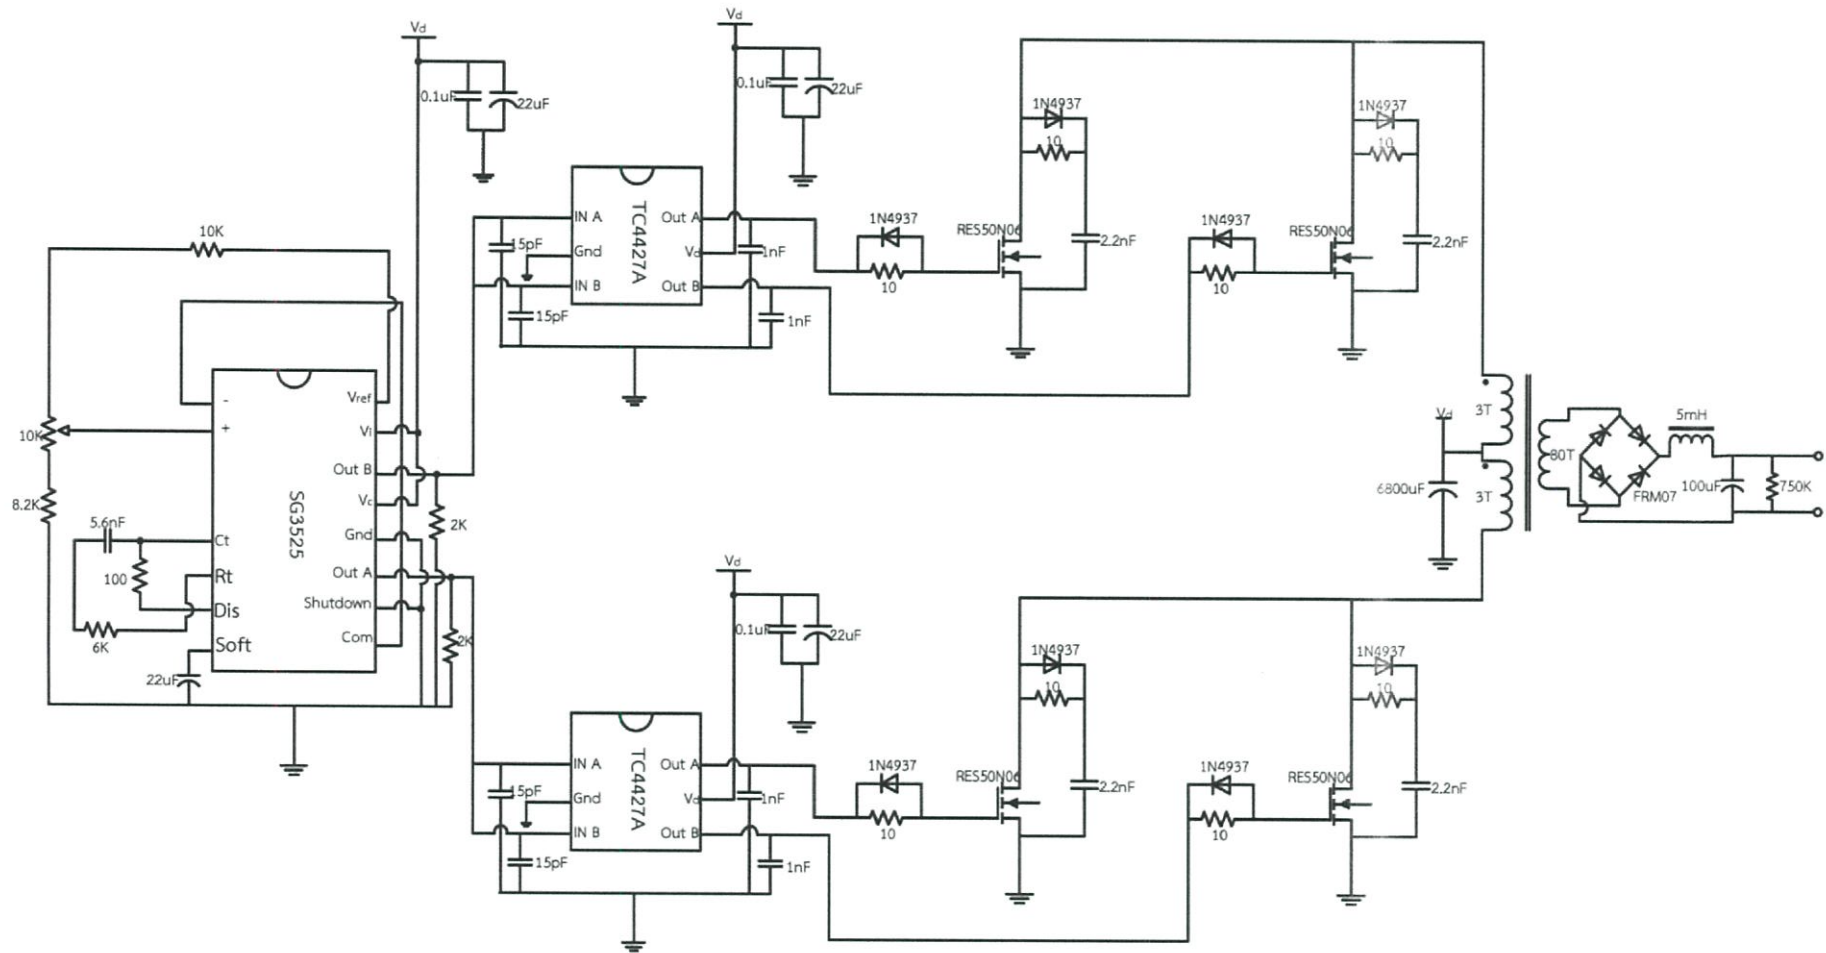 Vd
0.1uF
22uF
Vd
0.1uF
22uF
1N4937
10
2.2nF
RES50N06
1N4937
10
1N4937
10
2.2nF
RES50N06
1N4937
10
TC4427A
IN A
Gnd
IN B
Out A
Vd
Out B
15pF
15pF
1nF
1nF
10K
10K
8.2K
5.6nF
100
6K
22uF
SG3525
-
+
Ct
Rt
Dis
Soft
Vref
Vi
Out B
Vc
Gnd
Out A
Shutdown
Com
2K
2K
Vd
6800uF
3T
3T
80T
FRM07
5mH
100uF
750K
Vd
0.1uF
22uF
TC4427A
IN A
Gnd
IN B
Out A
Vd
Out B
15pF
15pF
1nF
1nF
1N4937
10
2.2nF
RES50N06
1N4937
10
1N4937
10
2.2nF
RES50N06
1N4937
10